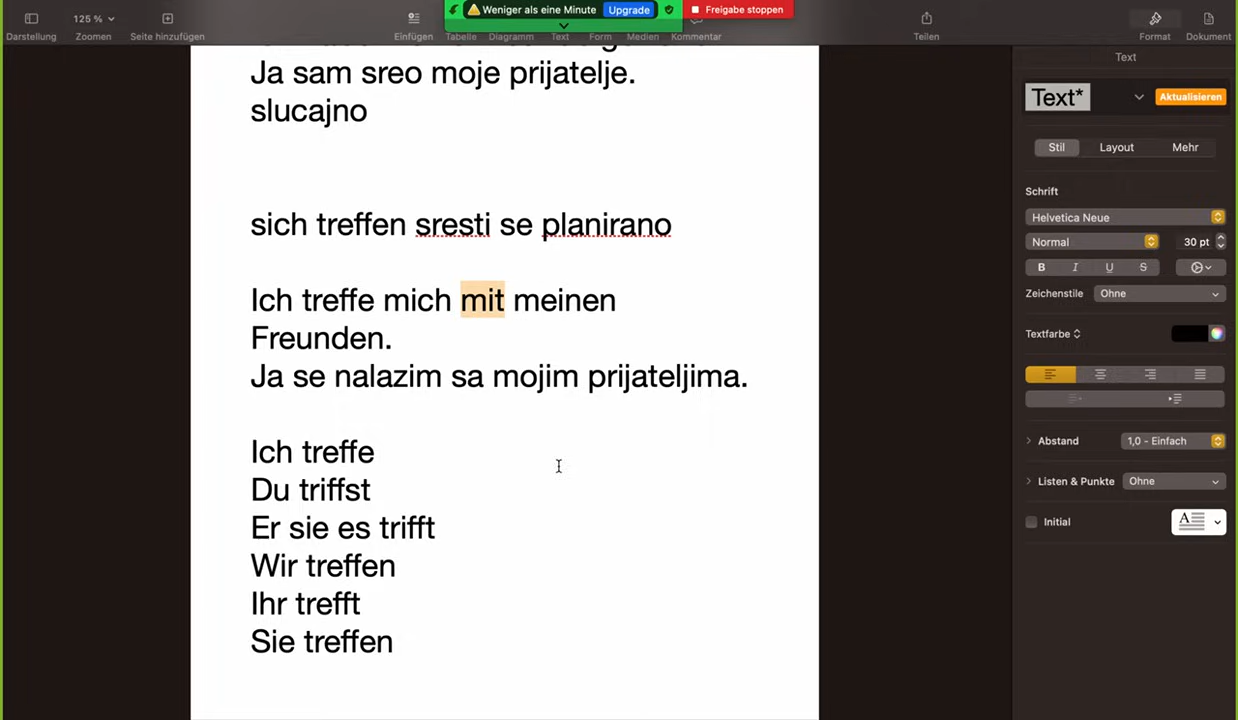 125 %
Weniger als eine Minute Upgrade
Freigabe stoppen
Darstellung Zoomen Seite hinzufügen Einfügen Tabelle Diagramm Text Form Medien Kommentar Teilen Format Dokument
Ja sam sreo moje prijatelje.
slucajno
sich treffen sresti se planirano
Ich treffe mich mit meinen
Freunden.
Ja se nalazim sa mojim prijateljima.
Ich treffe
Du triffst
Er sie es trifft
Wir treffen
Ihr trefft
Sie treffen
Text
Text*
Aktualisieren
Stil Layout Mehr
Schrift
Helvetica Neue
Normal 30 pt
B I U S
Zeichenstile Ohne
Textfarbe
Abstand 1,0 - Einfach
Listen & Punkte Ohne
Initial A